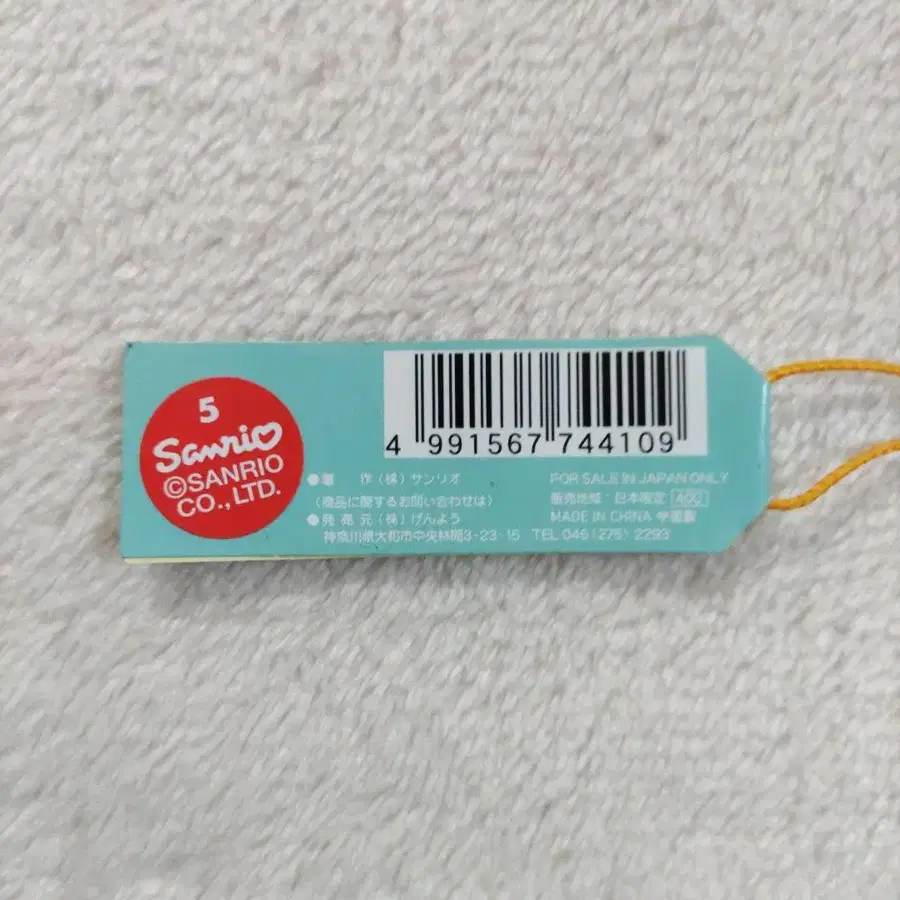 5
Sanrio
©SANRIO
CO., LTD.
4 991567 744109
●著 作(株)サンリオ
(商品に関するお問い合わせは)
●発 売 元(株)げんよう
神奈川県大和市中央林間3-23-15 TEL 046(275)2293
FOR SALE IN JAPAN ONLY
販売地域:日本限定 400
MADE IN CHINA 中国製